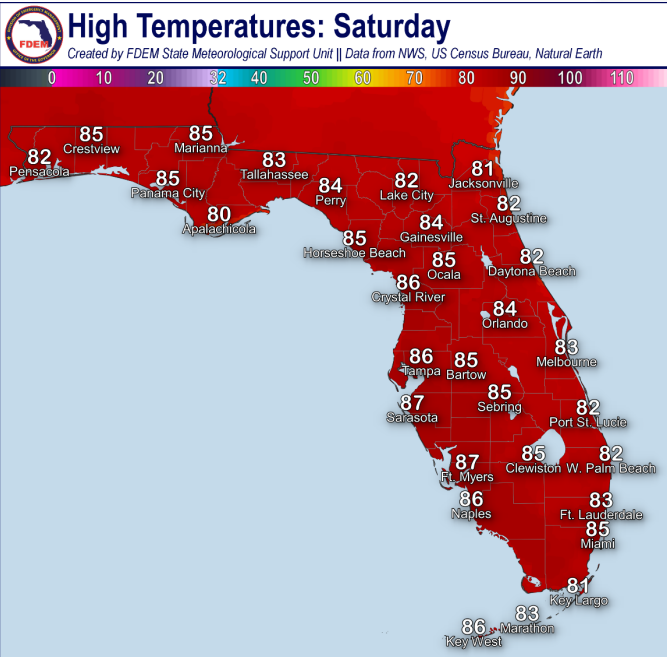 High Temperatures: Saturday
Created by FDEM State Meteorological Support Unit || Data from NWS, US Census Bureau, Natural Earth
FDEM
0 10 20 32 40 50 60 70 80 90 100 110
85
Crestview
85
Marianna
82
Pensacola
83
Tallahassee
85
Panama City
84
Perry
82
Lake City
81
Jacksonville
80
Apalachicola
82
St. Augustine
84
Gainesville
85
Horseshoe Beach
85
Ocala
82
Daytona Beach
86
Crystal River
84
Orlando
83
Melbourne
86
Tampa
85
Bartow
85
Sebring
87
Sarasota
82
Port St. Lucie
87
Ft. Myers
85
Clewiston
82
W. Palm Beach
86
Naples
83
Ft. Lauderdale
85
Miami
81
Key Largo
83
Marathon
86
Key West